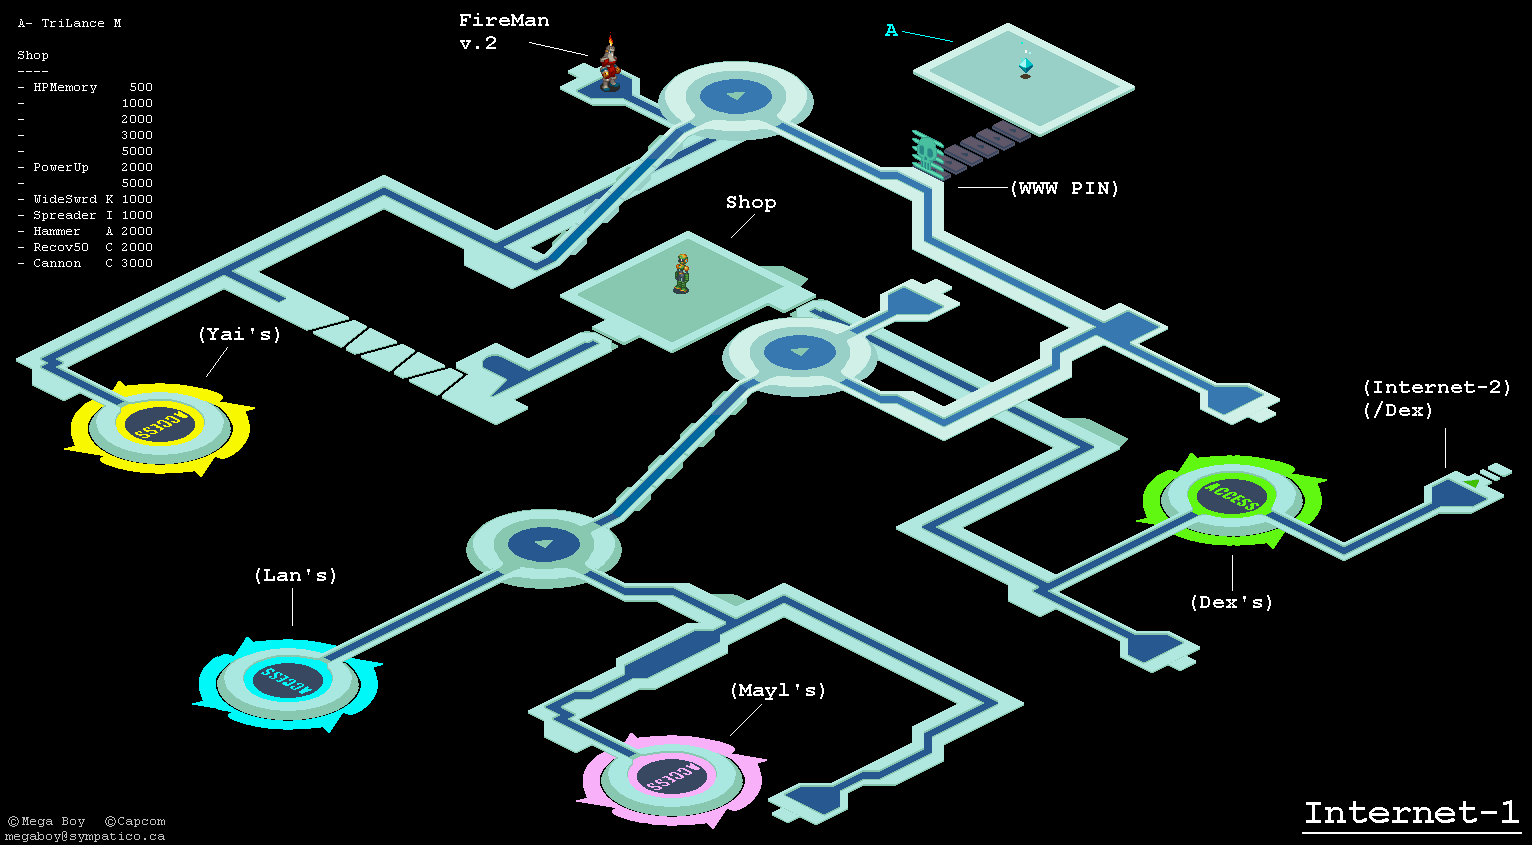 A- TriLance M
Shop
----
- HPMemory 500
- 1000
- 2000
- 3000
- 5000
- PowerUp 2000
- 5000
- WideSwrd K 1000
- Spreader I 1000
- Hammer A 2000
- Recov50 C 2000
- Cannon C 3000
FireMan
v.2
A
(WWW PIN)
Shop
(Yai's)
ACCESS
(Internet-2)
(/Dex)
ACCESS
(Dex's)
(Lan's)
ACCESS
(Mayl's)
ACCESS
Internet-1
©Mega Boy ©Capcom
megaboy@sympatico.ca